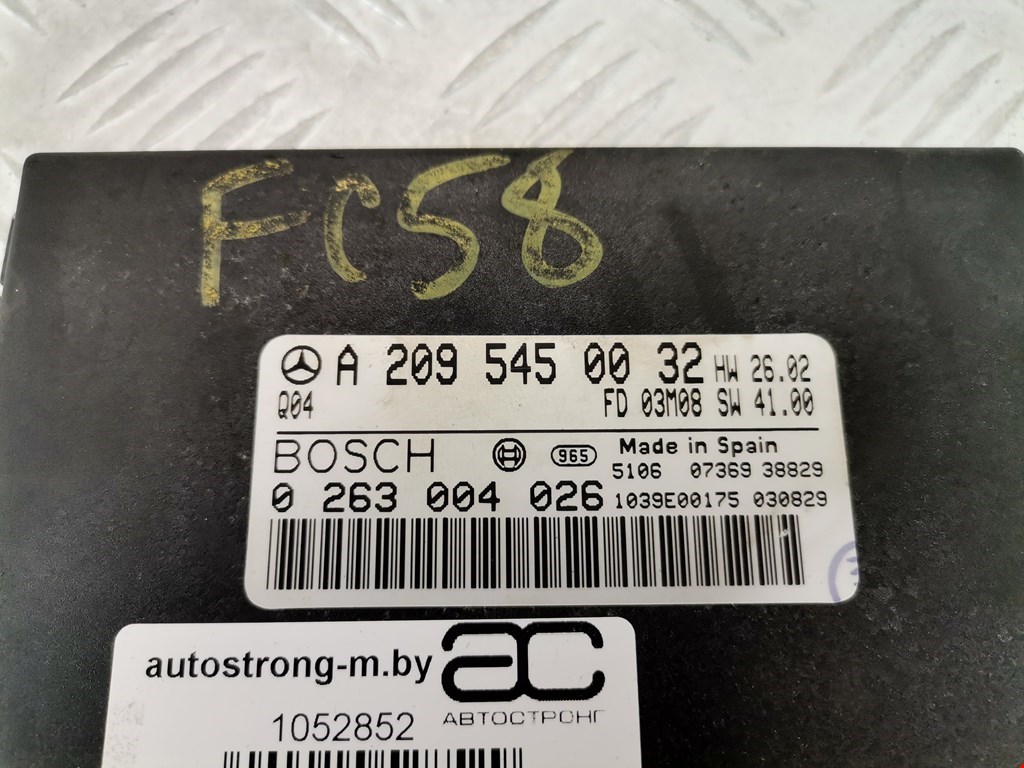 FC58
A 209 545 00 32 HW 26.02
Q04 FD 03M08 SW 41.00
BOSCH 965 Made in Spain
5106 07369 38829
0 263 004 026 1039E00175 030829
autostrong-m.by
АВТОСТРОНГ
1052852